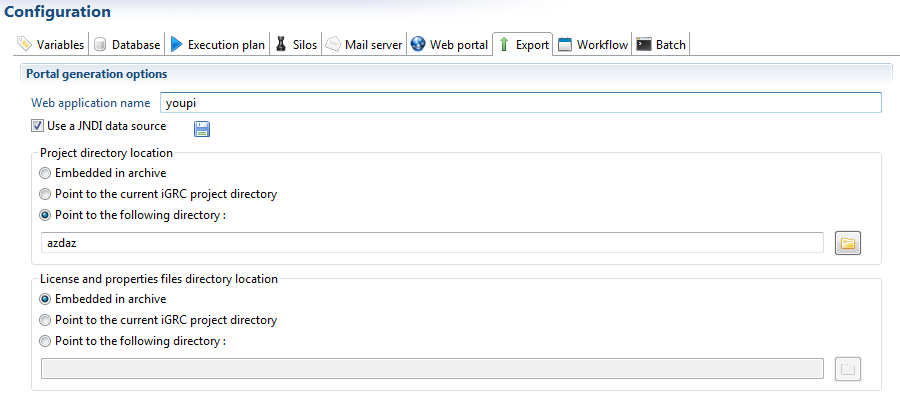 Configuration
Variables Database Execution plan Silos Mail server Web portal Export Workflow Batch
Portal generation options
Web application name youpi
Use a JNDI data source
Project directory location
Embedded in archive
Point to the current iGRC project directory
Point to the following directory :
azdaz
License and properties files directory location
Embedded in archive
Point to the current iGRC project directory
Point to the following directory :